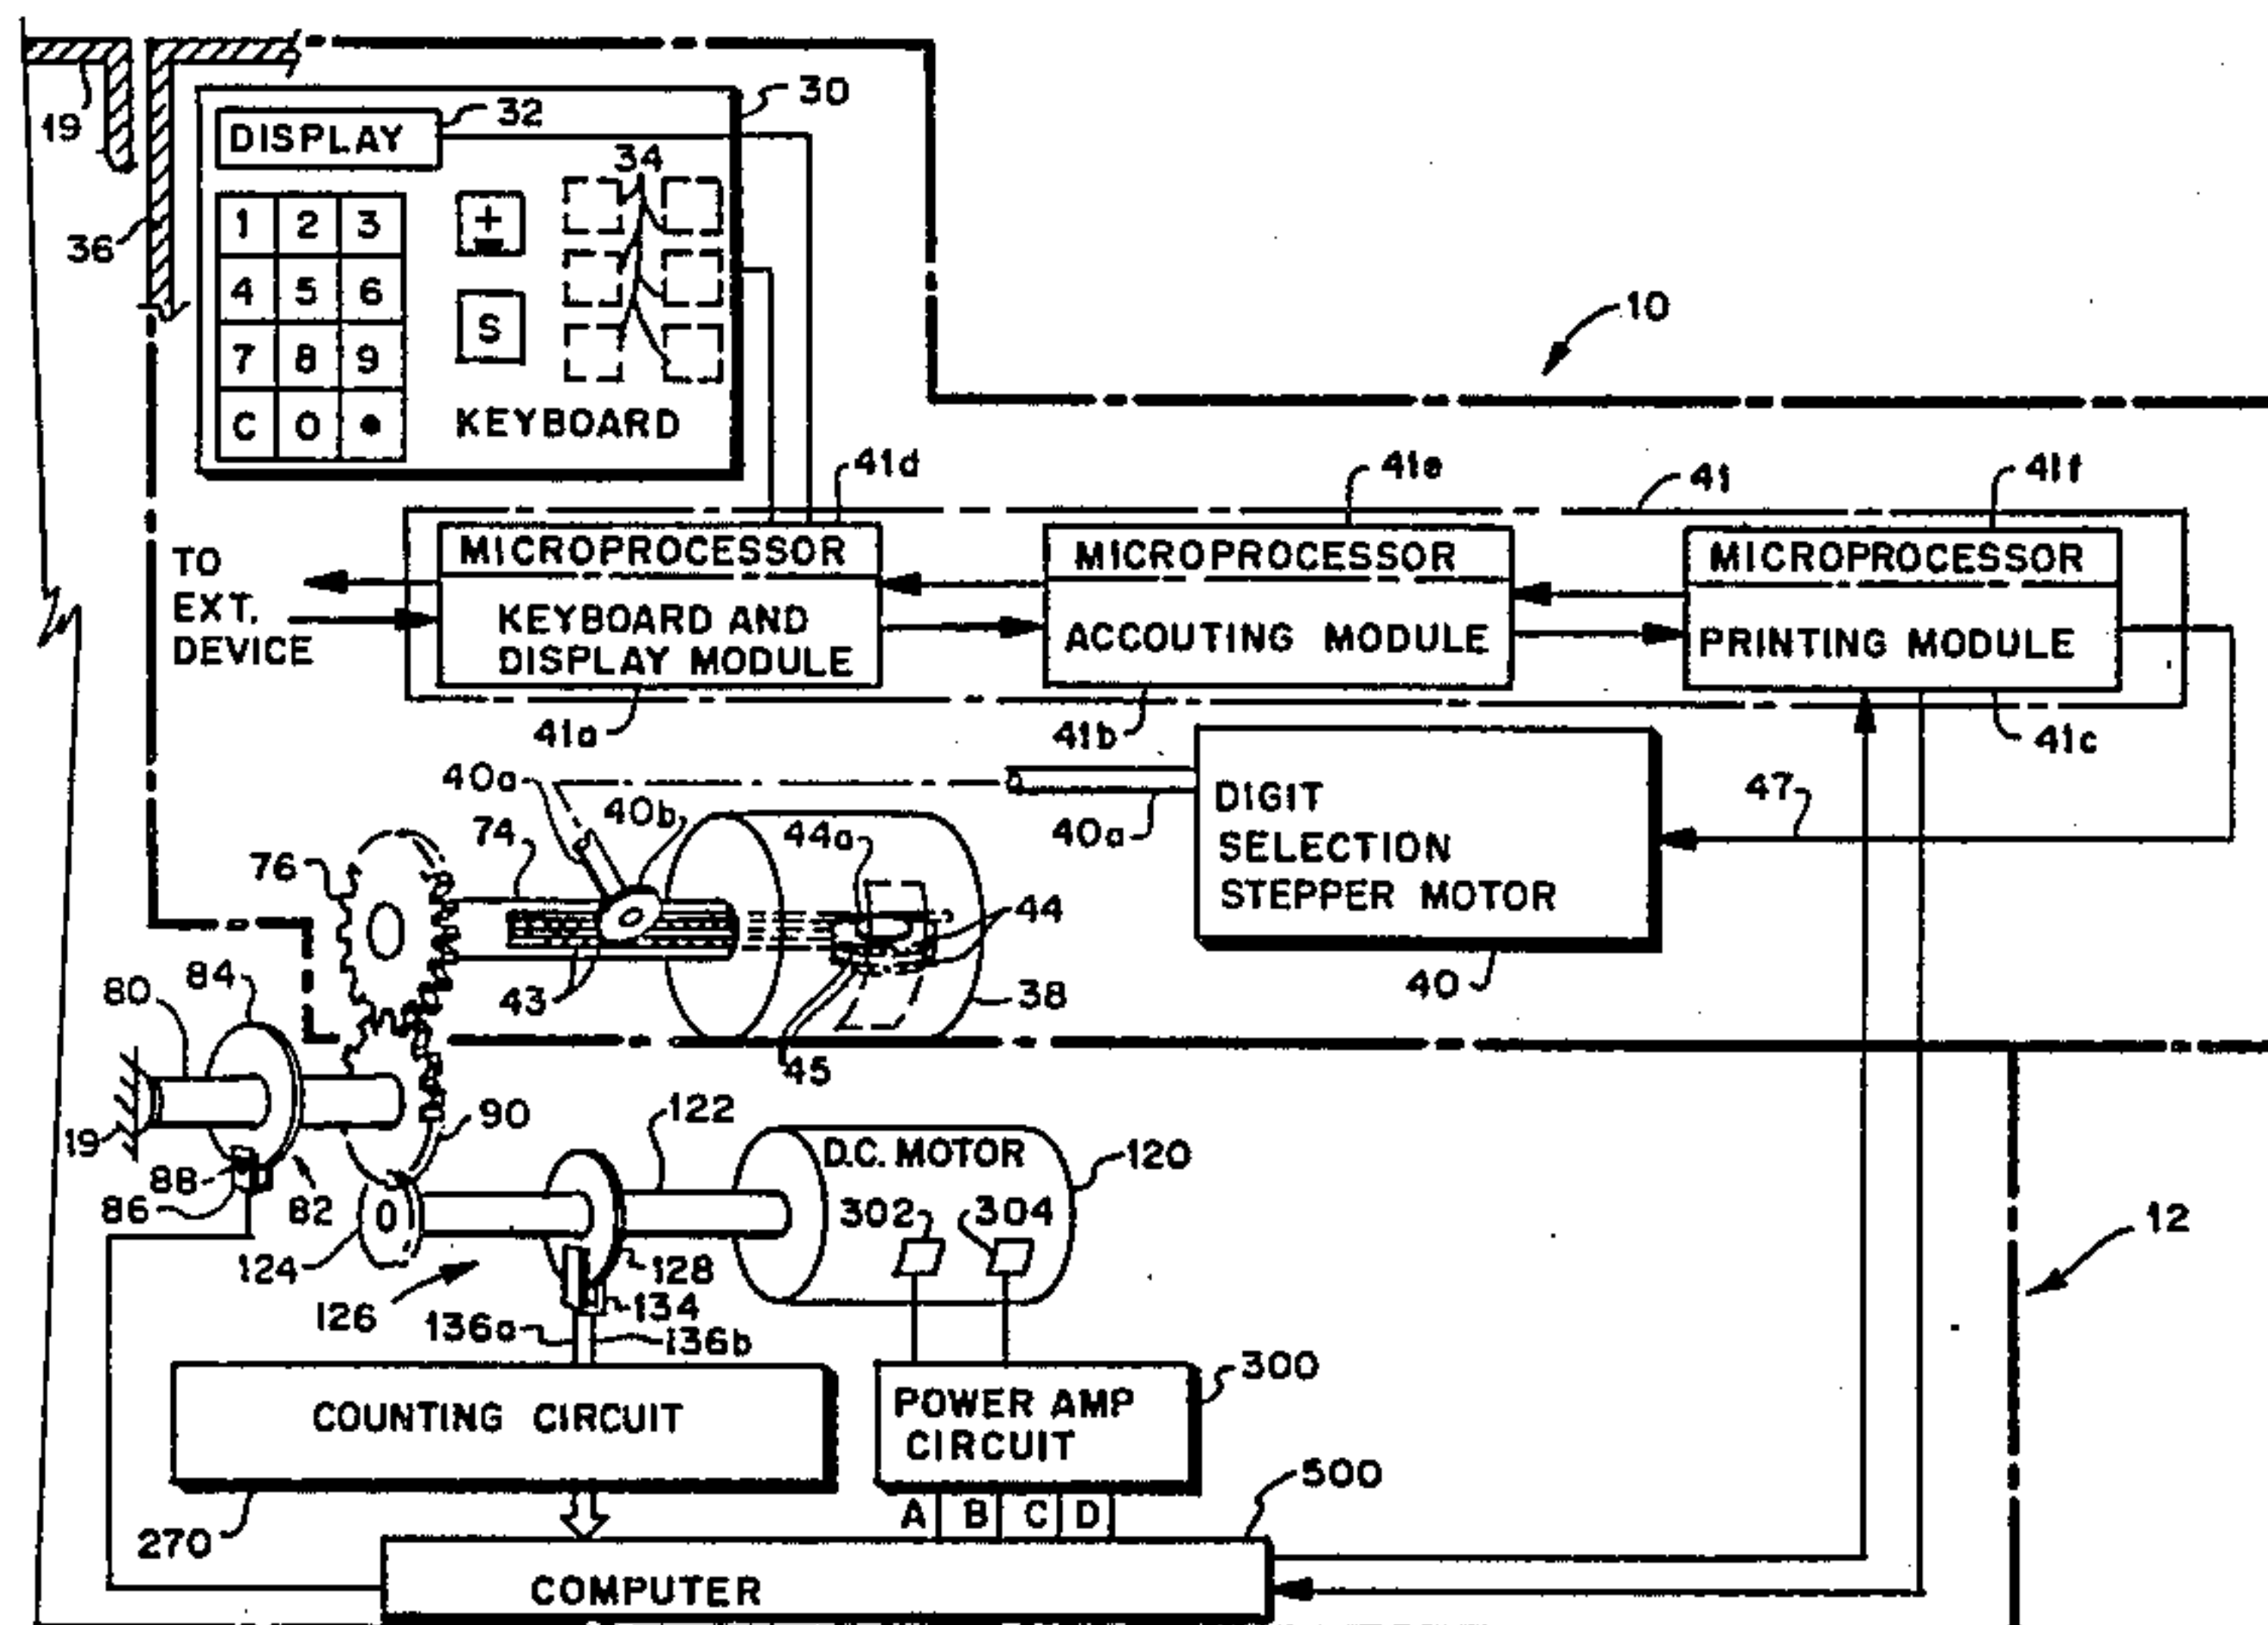 30
32
19
DISPLAY
34
1 2 3
+
36
4 5 6
S
10
7 8 9
C 0 ●
KEYBOARD
41d
41e
41
41f
MICROPROCESSOR
MICROPROCESSOR
MICROPROCESSOR
TO
EXT.
DEVICE
KEYBOARD AND
DISPLAY MODULE
ACCOUTING MODULE
PRINTING MODULE
41a
41b
41c
40a
40b
74
44a
40a
47
DIGIT
SELECTION
STEPPER MOTOR
76
44
84
80
43
38
40
45
19
90
122
D.C. MOTOR
120
88
86
82
302
304
12
124
128
134
126
136a
136b
300
COUNTING CIRCUIT
POWER AMP
CIRCUIT
500
A B C D
270
COMPUTER